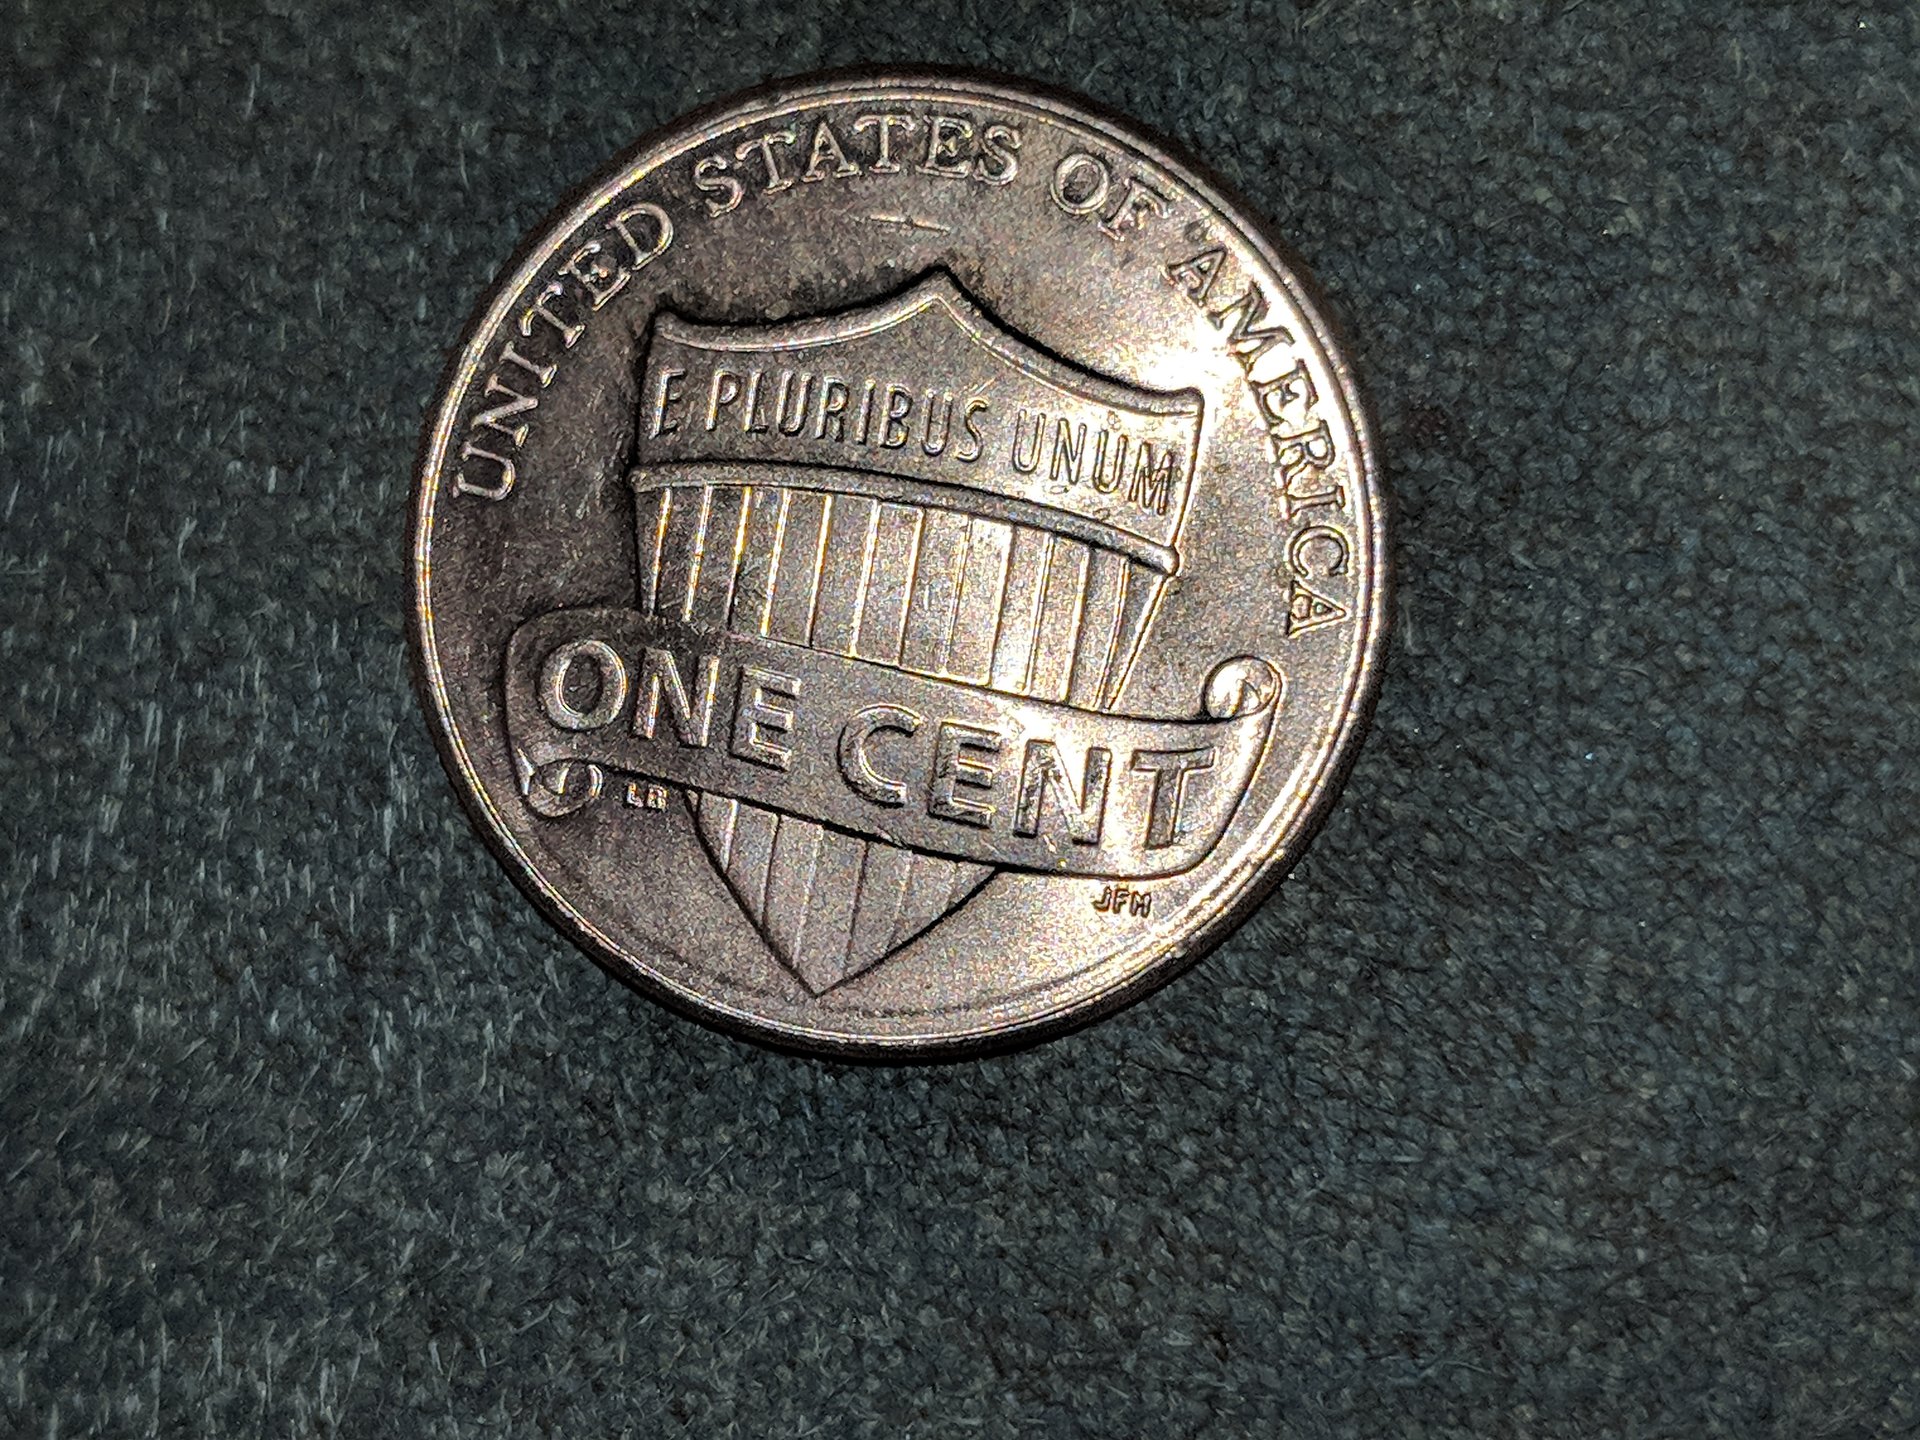 UNITED STATES OF AMERICA
E PLURIBUS UNUM
ONE CENT
LB
JFM